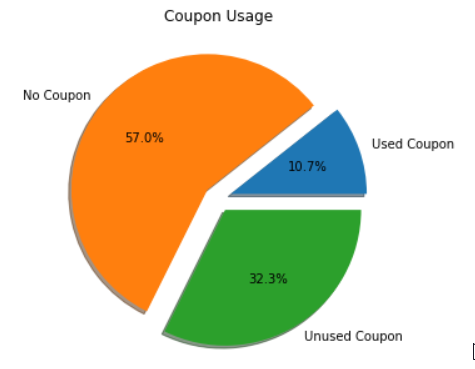 Coupon Usage
No Coupon
57.0%
Used Coupon
10.7%
32.3%
Unused Coupon